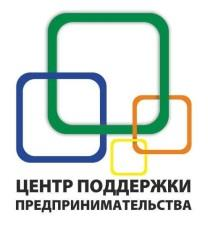 ЦЕНТР ПОДДЕРЖКИ
ПРЕДПРИНИМАТЕЛЬСТВА